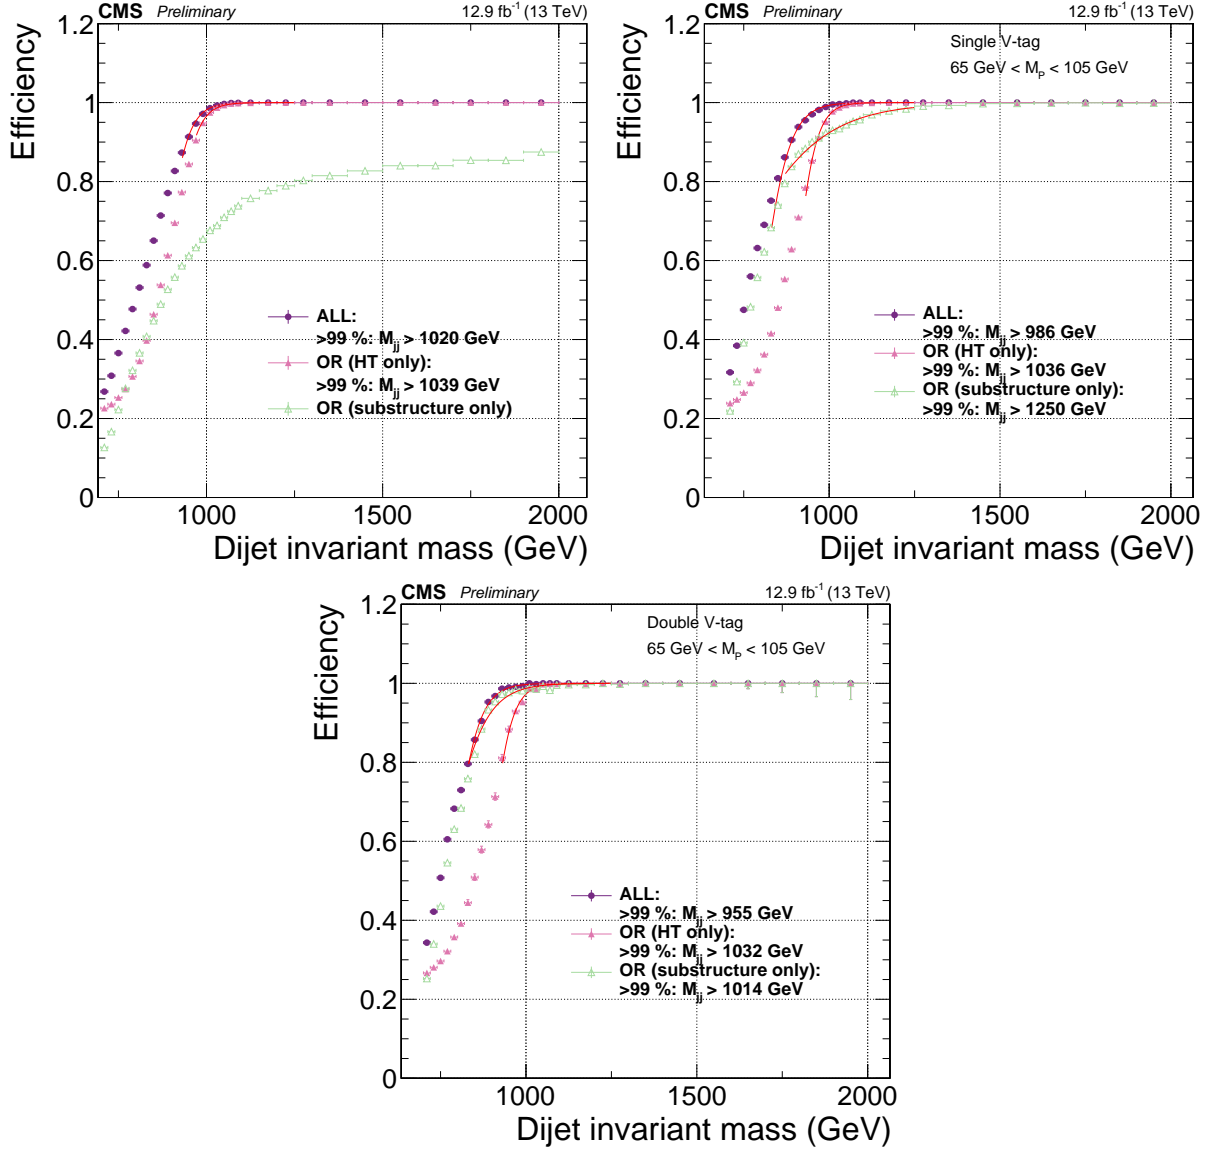 CMS Preliminary 12.9 fb-1 (13 TeV)
Efficiency
1.2
1
0.8
0.6
0.4
0.2
0
ALL:
>99 %: Mjj > 1020 GeV
OR (HT only):
>99 %: Mjj > 1039 GeV
OR (substructure only)
1000 1500 2000
Dijet invariant mass (GeV)
CMS Preliminary 12.9 fb-1 (13 TeV)
Efficiency
1.2
1
0.8
0.6
0.4
0.2
0
Single V-tag
65 GeV < MP < 105 GeV
ALL:
>99 %: Mjj > 986 GeV
OR (HT only):
>99 %: Mjj > 1036 GeV
OR (substructure only):
>99 %: Mjj > 1250 GeV
1000 1500 2000
Dijet invariant mass (GeV)
CMS Preliminary 12.9 fb-1 (13 TeV)
Efficiency
1.2
1
0.8
0.6
0.4
0.2
0
Double V-tag
65 GeV < MP < 105 GeV
ALL:
>99 %: Mjj > 955 GeV
OR (HT only):
>99 %: Mjj > 1032 GeV
OR (substructure only):
>99 %: Mjj > 1014 GeV
1000 1500 2000
Dijet invariant mass (GeV)